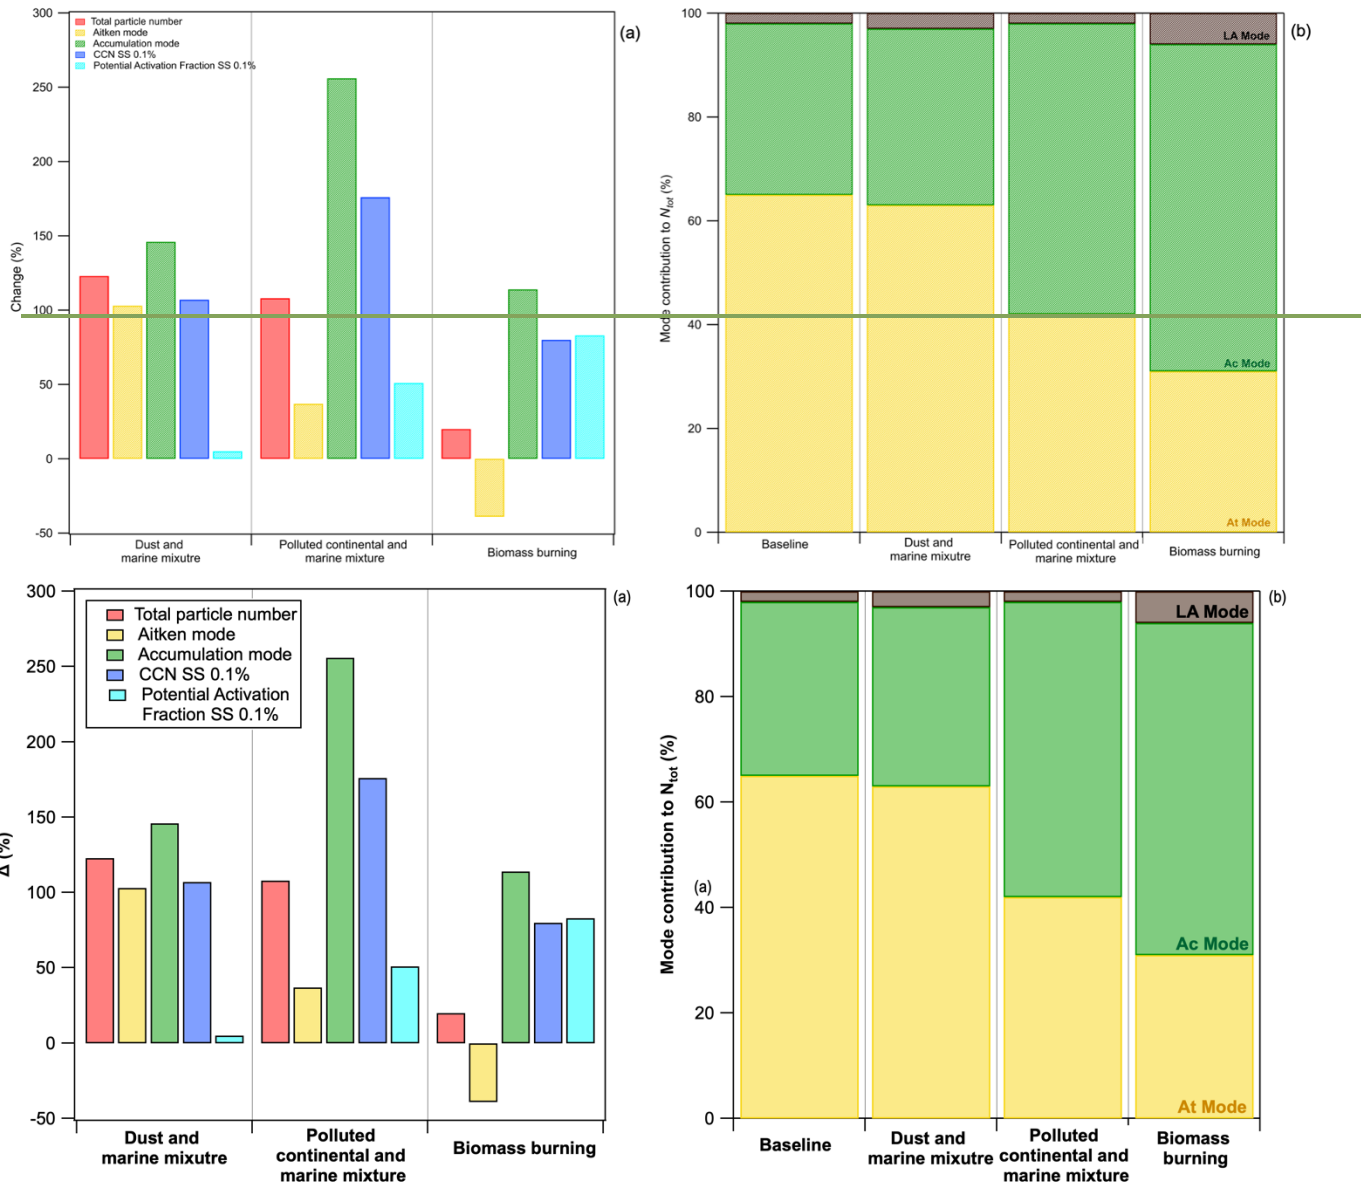 300
250
200
150
100
50
0
-50
Change (%)
Total particle number
Aitken mode
Accumulation mode
CCN SS 0.1%
Potential Activation Fraction SS 0.1%
(a)
Dust and
marine mixutre
Polluted continental and
marine mixture
Biomass burning
100
80
60
40
20
0
Mode contribution to Ntot (%)
(b)
LA Mode
Ac Mode
At Mode
Baseline
Dust and
marine mixutre
Polluted continental and
marine mixture
Biomass burning
300
250
200
150
100
50
0
-50
Δ (%)
Total particle number
Aitken mode
Accumulation mode
CCN SS 0.1%
Potential Activation
Fraction SS 0.1%
(a)
Dust and
marine mixutre
Polluted
continental and
marine mixture
Biomass burning
100
80
60
40
20
0
Mode contribution to Ntot (%)
(a)
(b)
LA Mode
Ac Mode
At Mode
Baseline
Dust and
marine mixutre
Polluted
continental and
marine mixture
Biomass
burning